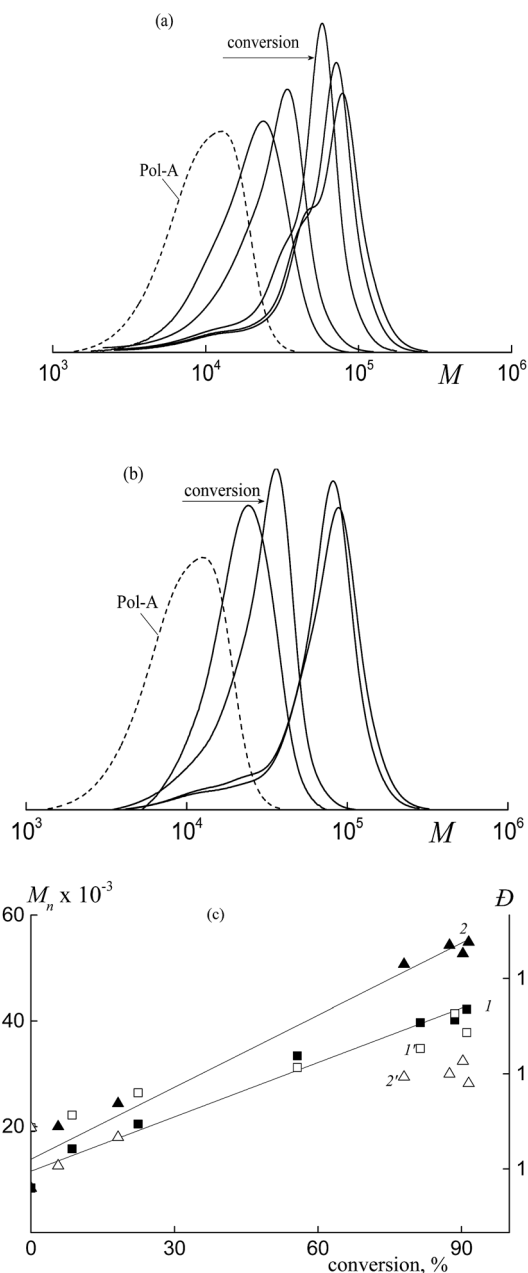 (a)
conversion
Pol-A
10³ 10⁴ 10⁵ 10⁶
M
(b)
conversion
Pol-A
10³ 10⁴ 10⁵ 10⁶
M
Mₙ x 10⁻³ (c) Đ
60
2
1
40 1
1'
2' 1
20
1
0 30 60 90
conversion, %